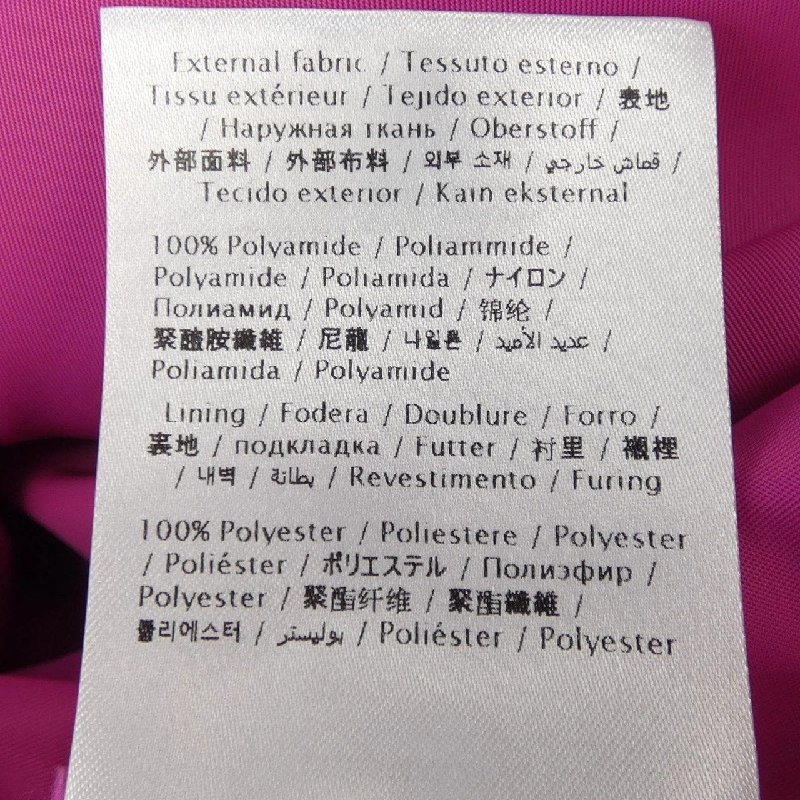 External fabric / Tessuto esterno /
Tissu extérieur / Tejido exterior / 表地
/ Наружная ткань / Oberstoff /
外部面料 / 外部布料 / 외부 소재 / قماش خارجي /
Tecido exterior / Kain eksternal
100% Polyamide / Poliammide /
Polyamide / Poliamida / ナイロン /
Полиамид / Polyamid / 锦纶 /
聚醯胺纖維 / 尼龍 / 나일론 / عديد الأميد /
Poliamida / Polyamide
Lining / Fodera / Doublure / Forro /
裏地 / подкладка / Futter / 衬里 / 襯裡
/ 내벽 / بطانة / Revestimento / Furing
100% Polyester / Poliestere / Polyester
/ Poliéster / ポリエステル / Полиэфир /
Polyester / 聚酯纤维 / 聚酯纖維 /
폴리에스터 / بوليستر / Poliéster / Polyester